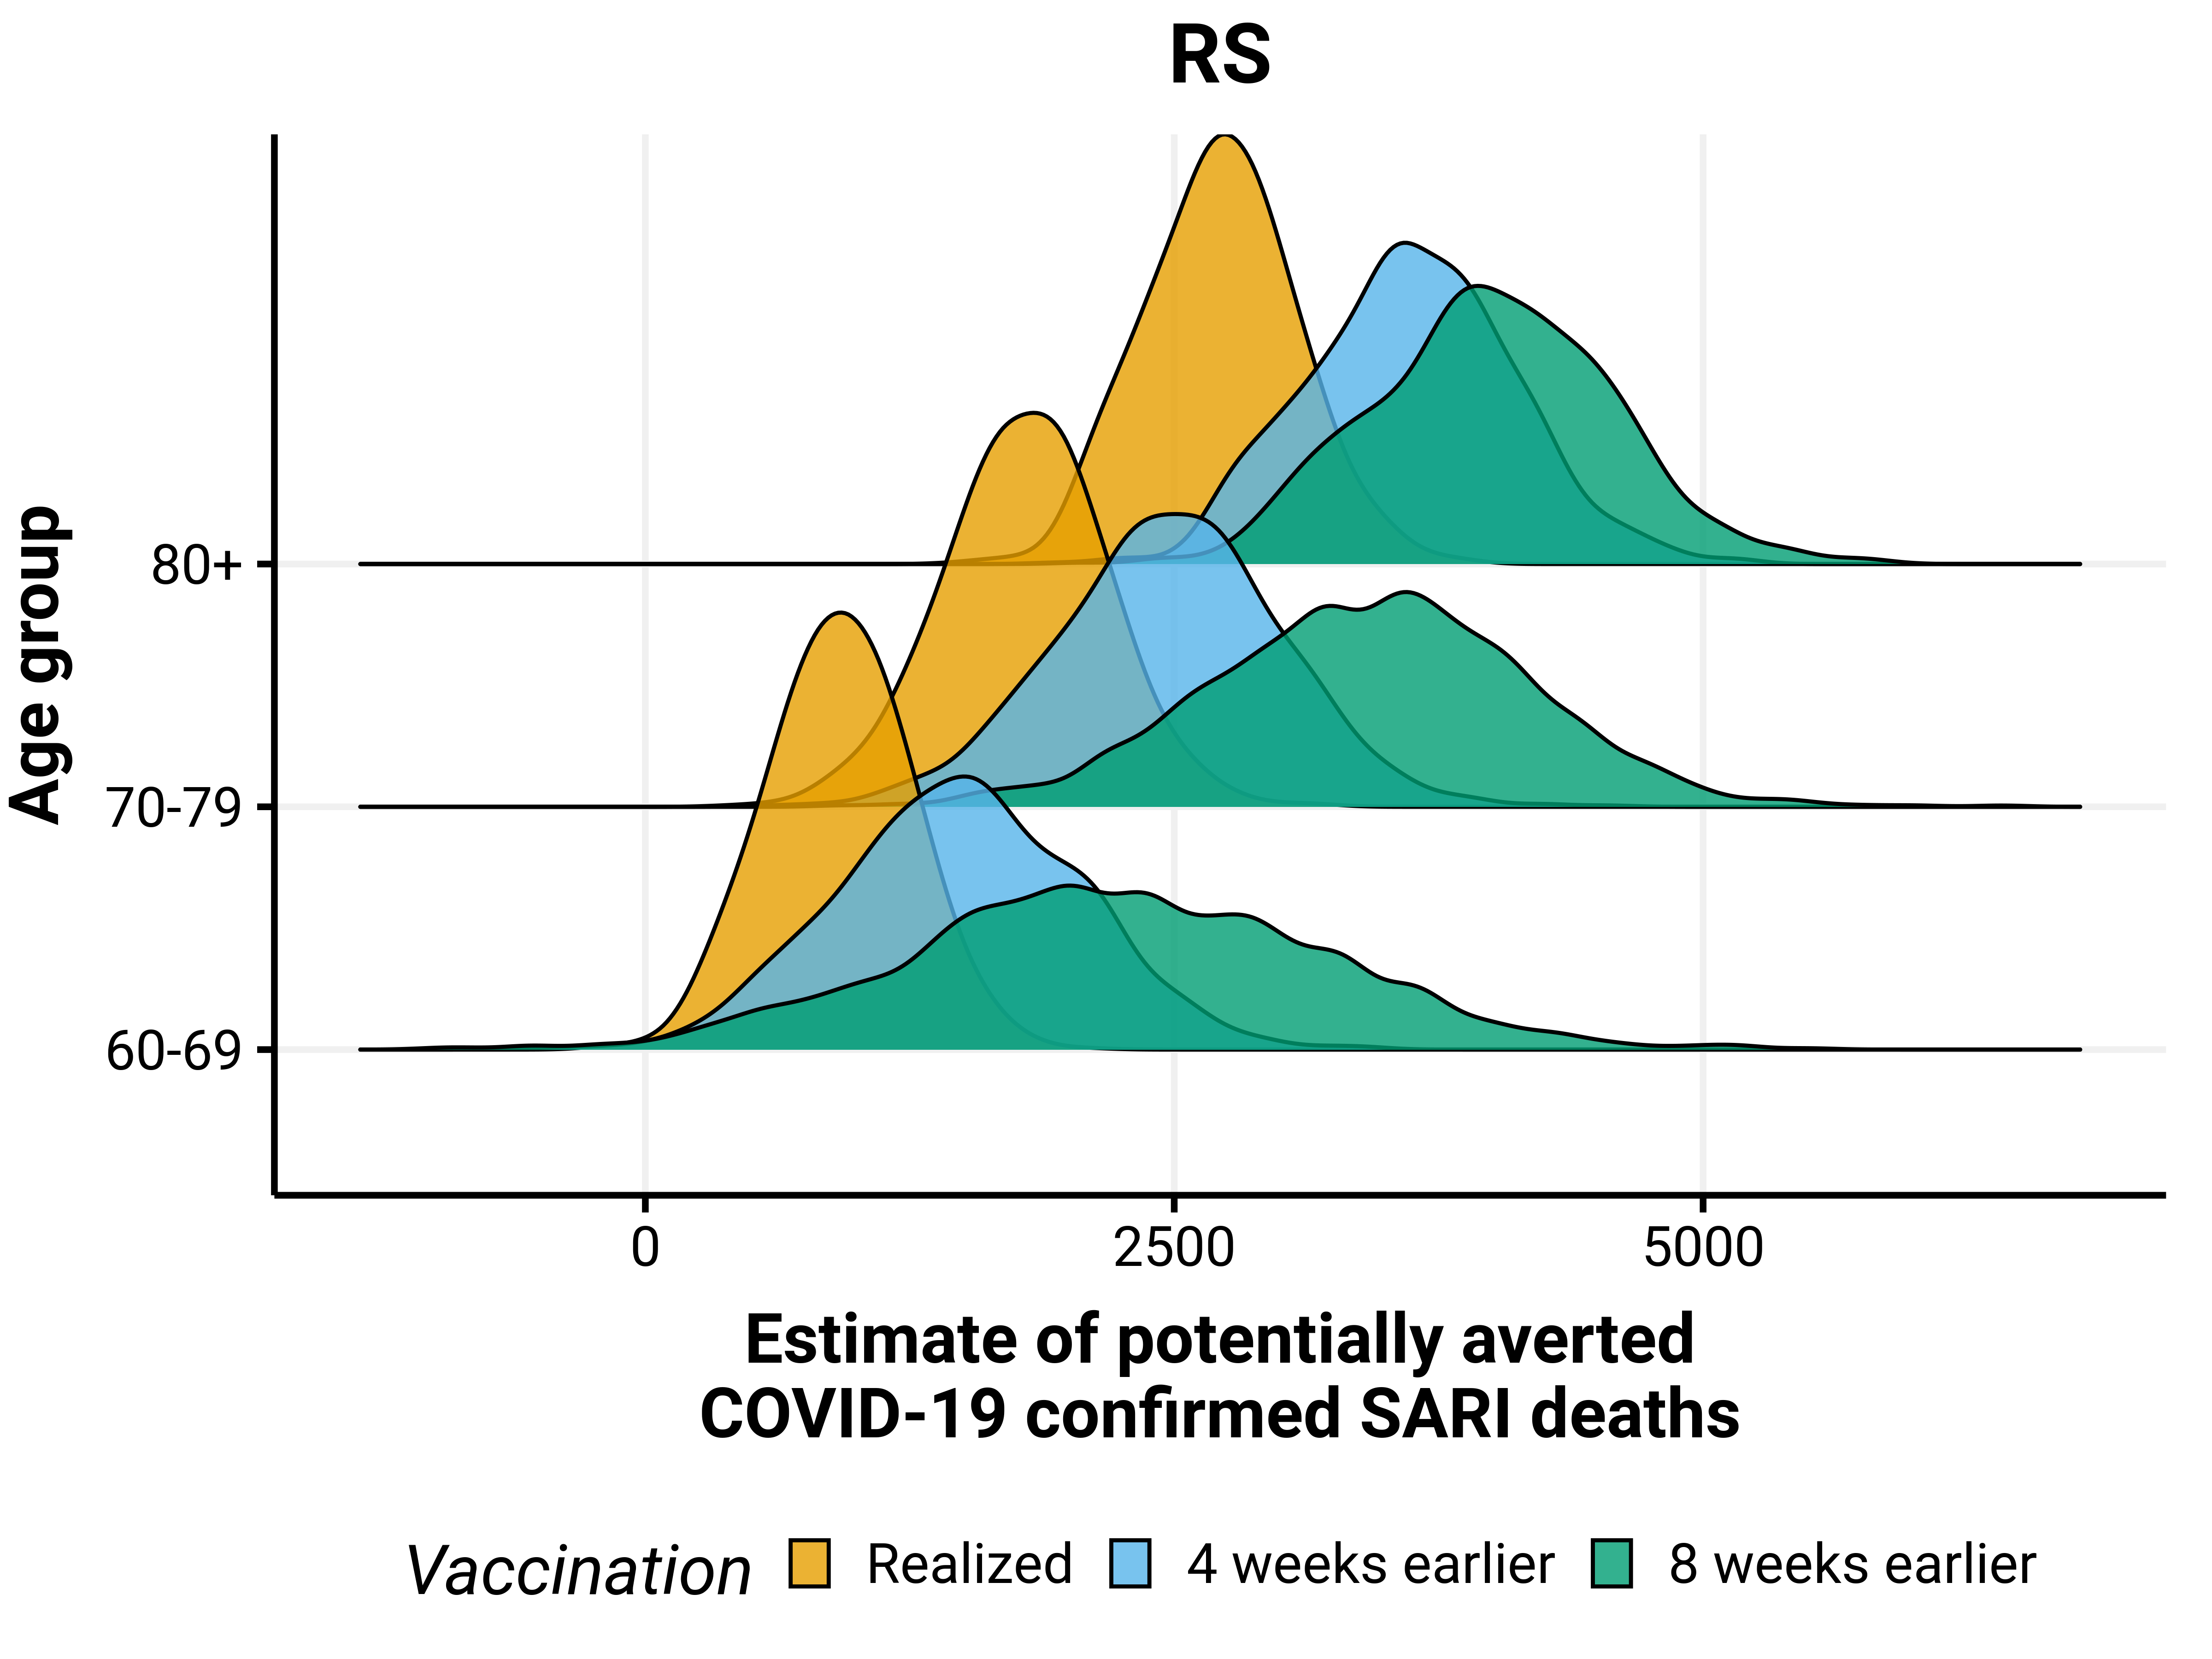 RS
Age group
80+
70-79
60-69
0 2500 5000
Estimate of potentially averted
COVID-19 confirmed SARI deaths
Vaccination Realized 4 weeks earlier 8 weeks earlier